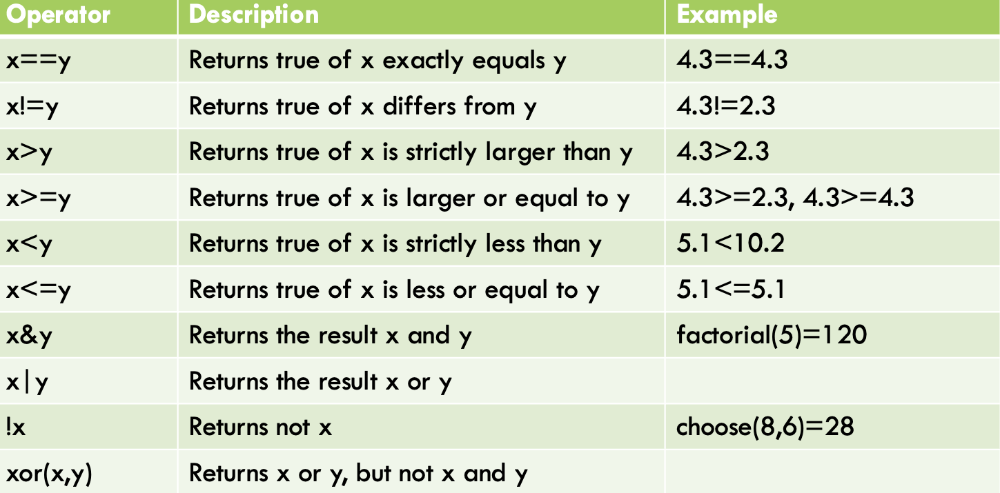 Operator Description Example
x==y Returns true of x exactly equals y 4.3==4.3
x!=y Returns true of x differs from y 4.3!=2.3
x>y Returns true of x is strictly larger than y 4.3>2.3
x>=y Returns true of x is larger or equal to y 4.3>=2.3, 4.3>=4.3
x<y Returns true of x is strictly less than y 5.1<10.2
x<=y Returns true of x is less or equal to y 5.1<=5.1
x&y Returns the result x and y factorial(5)=120
x|y Returns the result x or y
!x Returns not x choose(8,6)=28
xor(x,y) Returns x or y, but not x and y